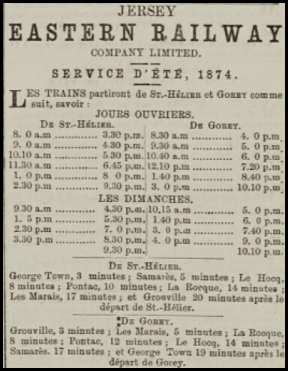 JERSEY
EASTERN RAILWAY
COMPANY LIMITED.
SERVICE D'ÉTÉ, 1874.
LES TRAINS partiront de ST.-HÉLIER et GOREY comme
suit, savoir :
JOURS OUVRIERS.
DE ST.-HÉLIER. DE GOREY.
8. 0 a.m ......... 3.30 p.m. 8.30 a.m ......... 4. 0 p.m.
9. 0 a.m ......... 4.30 p.m. 9.30 a.m ......... 5. 0 p.m.
10.10 a.m ......... 5.30 p.m. 10.40 a.m ......... 6. 0 p.m.
11.30 a.m ......... 6.45 p.m. 12.10 p.m ......... 7.20 p.m.
1. 0 p.m ......... 8 0 p.m. 1.40 p.m ......... 8.40 p.m.
2.30 p.m ......... 9.30 p.m. 3. 0 p.m ......... 10.10 p.m.
LES DIMANCHES.
9.30 a.m ......... 4.30 p.m. 10,15 a.m ......... 5. 0 p.m.
1. 5 p.m ......... 5.30 p.m. 1.40 p.m ......... 6. 0 p.m.
2.30 p.m ......... 7. 0 p.m. 3. 0 p.m ......... 7.40 p.m.
3.30 p.m ......... 8.30 p.m. 4. 0 p.m ......... 9. 0 p.m.
9.30 p.m. 10.10 p.m.
DE ST.-HÉLIER.
George Town, 3 minutes ; Samarès, 5 minutes ; Le Hocq,
8 minutes ; Pontac, 10 minutes ; La Rocque, 14 minutes ;
Les Marais, 17 minutes ; et Grouville 20 minutes après le
départ de St.-Hélier.
DE GOREY.
Grouville, 3 minutes ; Les Marais, 5 minutes ; La Rocque,
8 minutes ; Pontac, 12 minutes ; Le Hocq, 14 minutes ;
Samarès. 17 minutes ; et George Town 19 minutes après le
départ de Gorey.